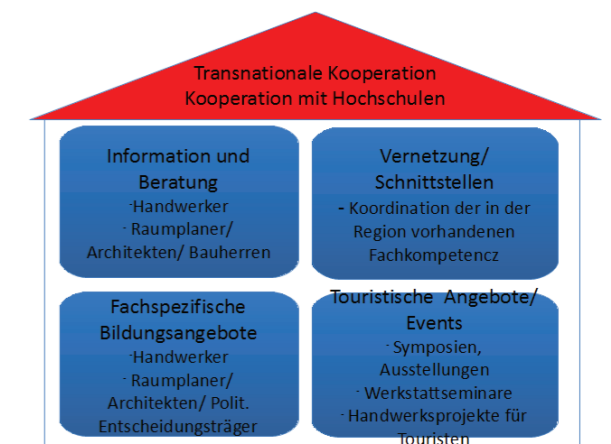 Transnationale Kooperation
Kooperation mit Hochschulen
Information und
Beratung
-Handwerker
- Raumplaner/
Architekten/ Bauherren
Vernetzung/
Schnittstellen
- Koordination der in der
Region vorhandenen
Fachkompetencz
Fachspezifische
Bildungsangebote
-Handwerker
- Raumplaner/
Architekten/ Polit.
Entscheidungsträger
Touristische Angebote/
Events
- Symposien,
Ausstellungen
- Werkstattseminare
- Handwerksprojekte für
Touristen